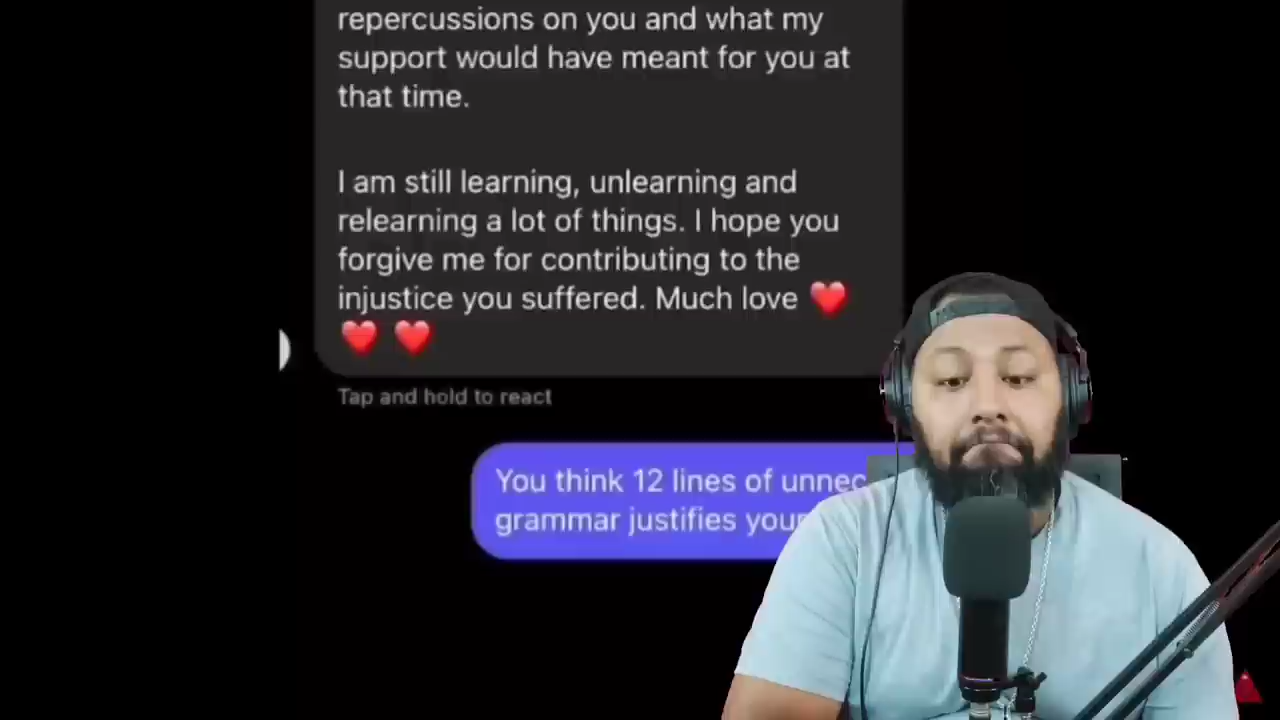 repercussions on you and what my
support would have meant for you at
that time.
I am still learning, unlearning and
relearning a lot of things. I hope you
forgive me for contributing to the
injustice you suffered. Much love ❤️
❤️ ❤️
Tap and hold to react
You think 12 lines of
grammar justifies